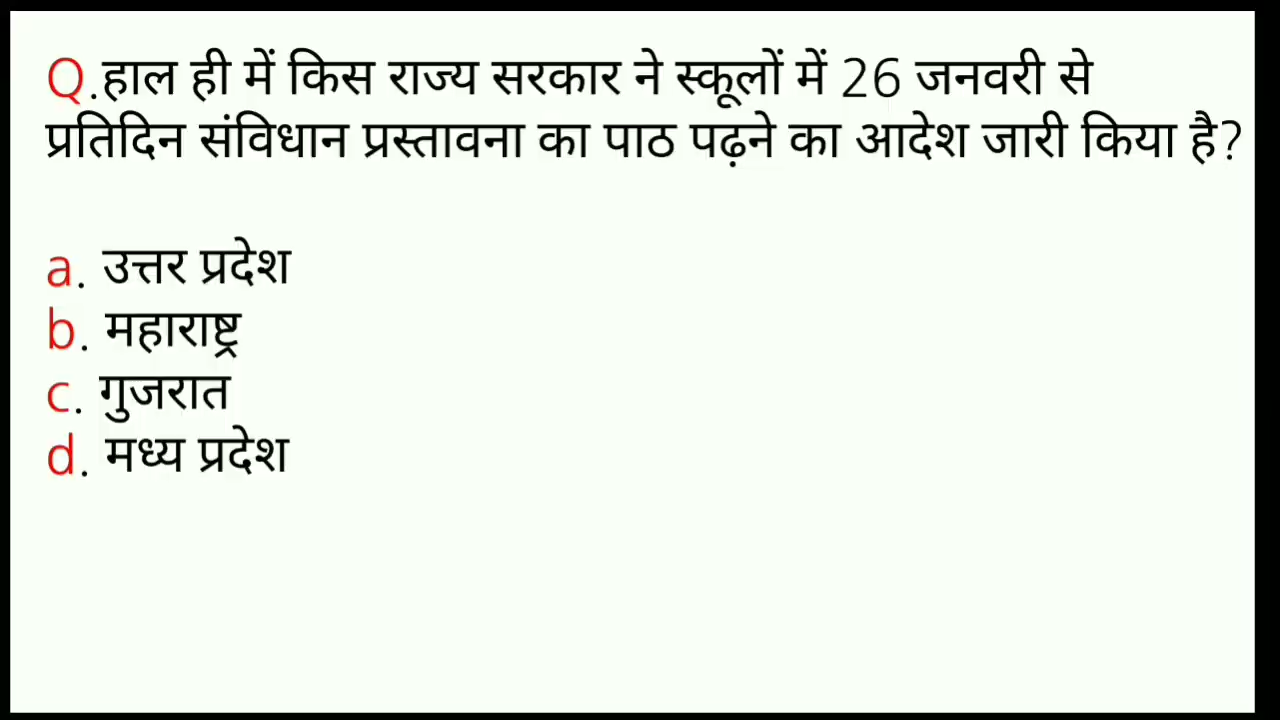 Q.हाल ही में किस राज्य सरकार ने स्कूलों में 26 जनवरी से
प्रतिदिन संविधान प्रस्तावना का पाठ पढ़ने का आदेश जारी किया है?
a. उत्तर प्रदेश
b. महाराष्ट्र
c. गुजरात
d. मध्य प्रदेश